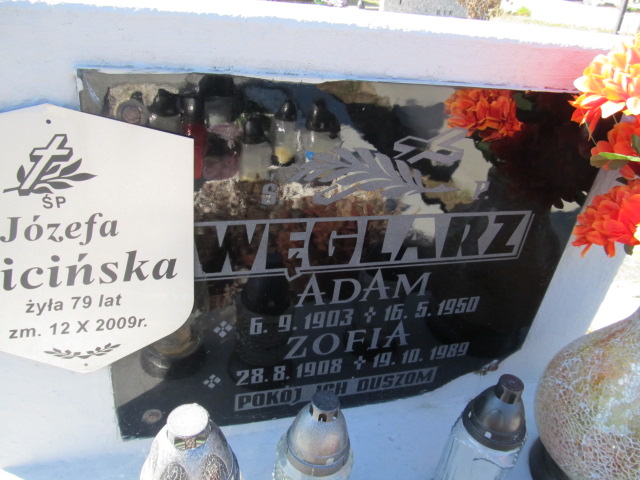 ŚP
Józefa
icińska
żyła 79 lat
zm. 12 X 2009r.
Ś P
WĘGLARZ
ADAM
6. 9. 1903 16. 5. 1950
ZOFIA
28. 8. 1908 19. 10. 1989
POKÓJ ICH DUSZOM